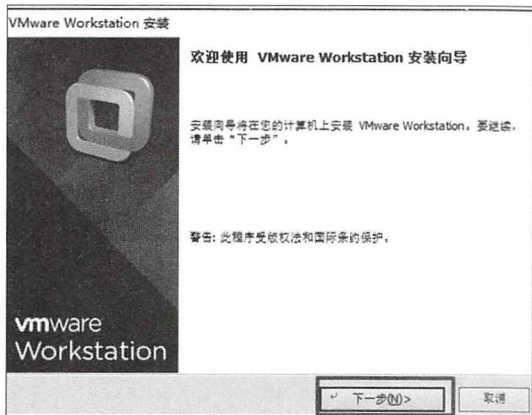 VMware Workstation 安装
欢迎使用 VMware Workstation 安装向导
安装向导将在您的计算机上安装 VMware Workstation。要继续，
请单击“下一步”。
警告: 此程序受版权法和国际条约保护。
vmware
Workstation
下一步(N)>
取消